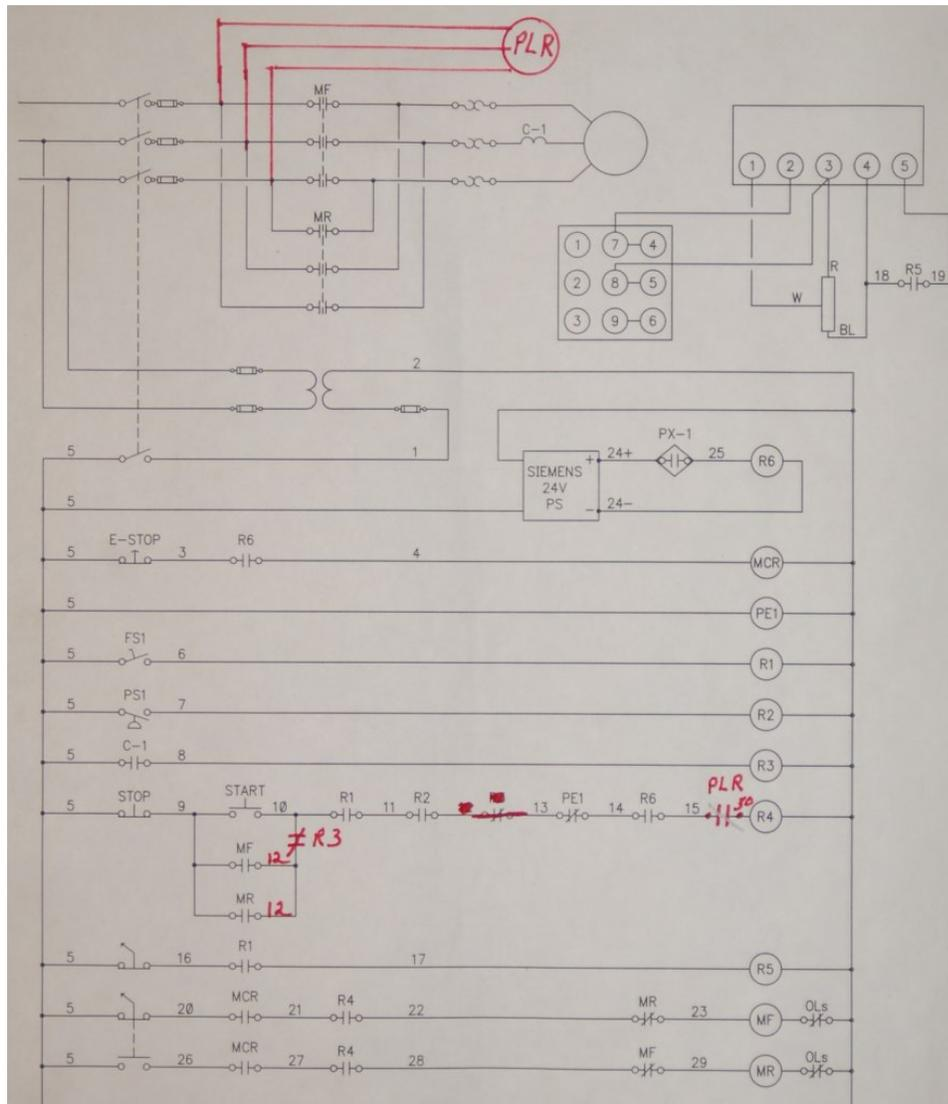 PLR
MF
C-1
1 2 3 4 5
MR
1 7 4
2 8 5
3 9 6
R
W
BL
18 R5 19
2
5 1
PX-1
SIEMENS
24V
PS
+ 24+ 25 R6
- 24-
5
E-STOP R6
5 3 4 MCR
5 PE1
FS1
5 6 R1
PS1
5 7 R2
C-1
5 8 R3
PLR
STOP START R1 R2 PE1 R6
5 9 10 11 13 14 15 30 R4
R3
MF 12
MR 12
R1
5 16 17 R5
MCR R4 MR OLs
5 20 21 22 23 MF
MCR R4 MF OLs
5 26 27 28 29 MR